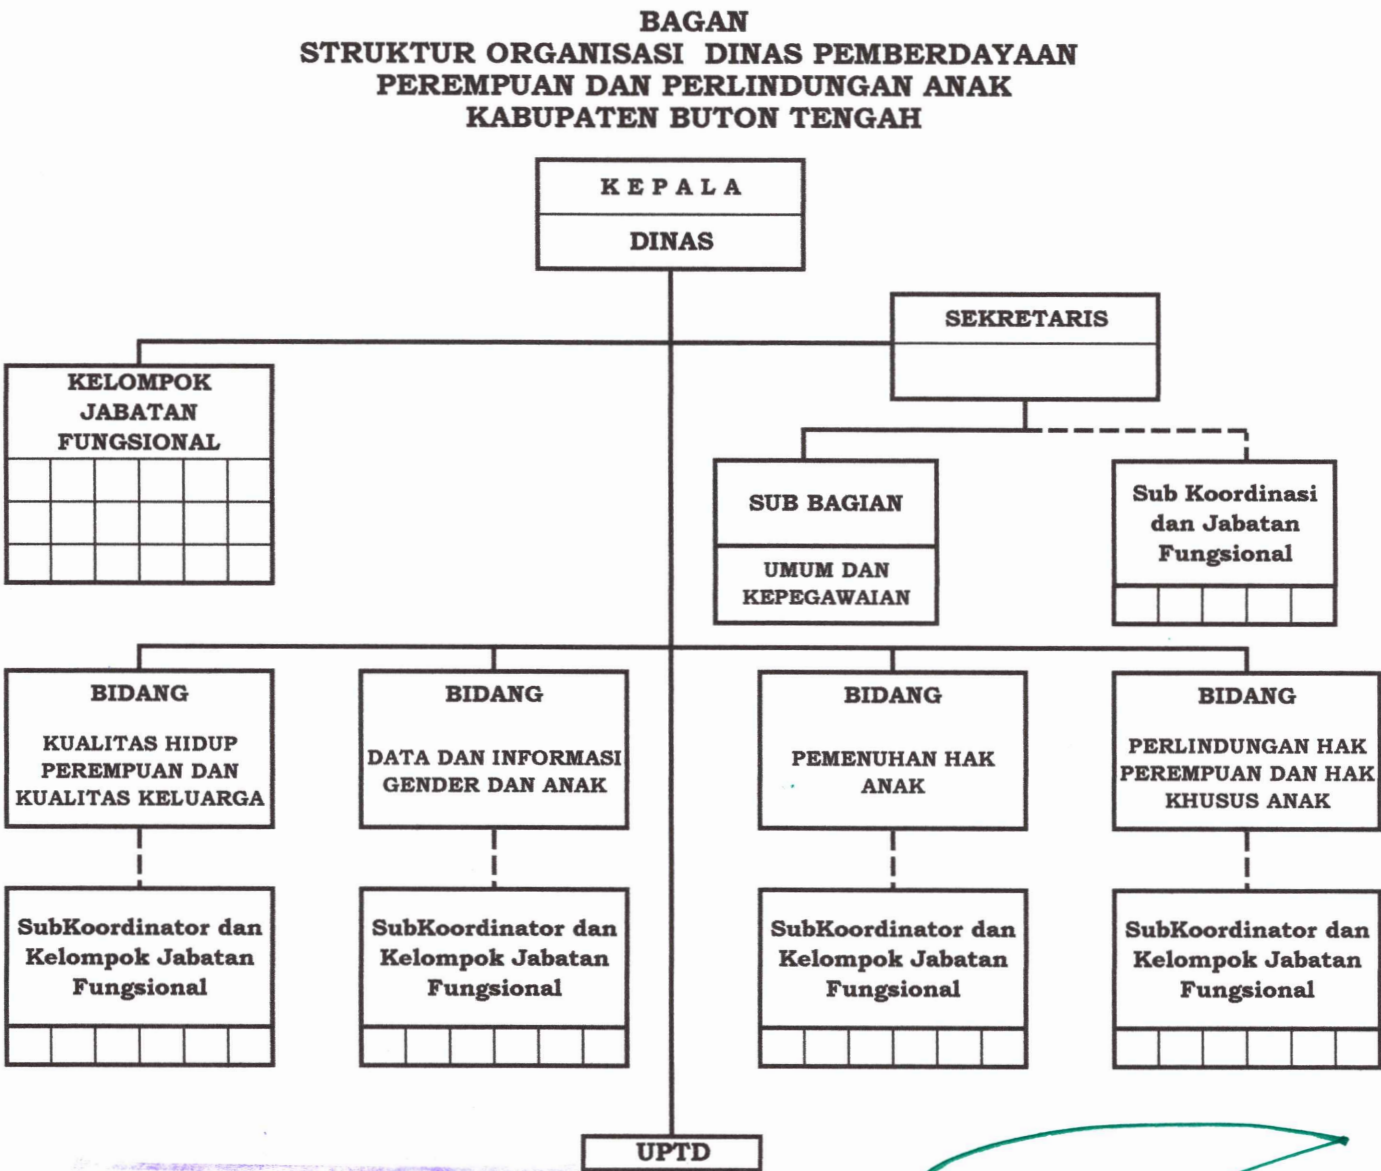 BAGAN
STRUKTUR ORGANISASI DINAS PEMBERDAYAAN
PEREMPUAN DAN PERLINDUNGAN ANAK
KABUPATEN BUTON TENGAH
K E P A L A
DINAS
SEKRETARIS
KELOMPOK
JABATAN
FUNGSIONAL
SUB BAGIAN
UMUM DAN
KEPEGAWAIAN
Sub Koordinasi
dan Jabatan
Fungsional
BIDANG
KUALITAS HIDUP
PEREMPUAN DAN
KUALITAS KELUARGA
BIDANG
DATA DAN INFORMASI
GENDER DAN ANAK
BIDANG
PEMENUHAN HAK
ANAK
BIDANG
PERLINDUNGAN HAK
PEREMPUAN DAN HAK
KHUSUS ANAK
SubKoordinator dan
Kelompok Jabatan
Fungsional
SubKoordinator dan
Kelompok Jabatan
Fungsional
SubKoordinator dan
Kelompok Jabatan
Fungsional
SubKoordinator dan
Kelompok Jabatan
Fungsional
UPTD